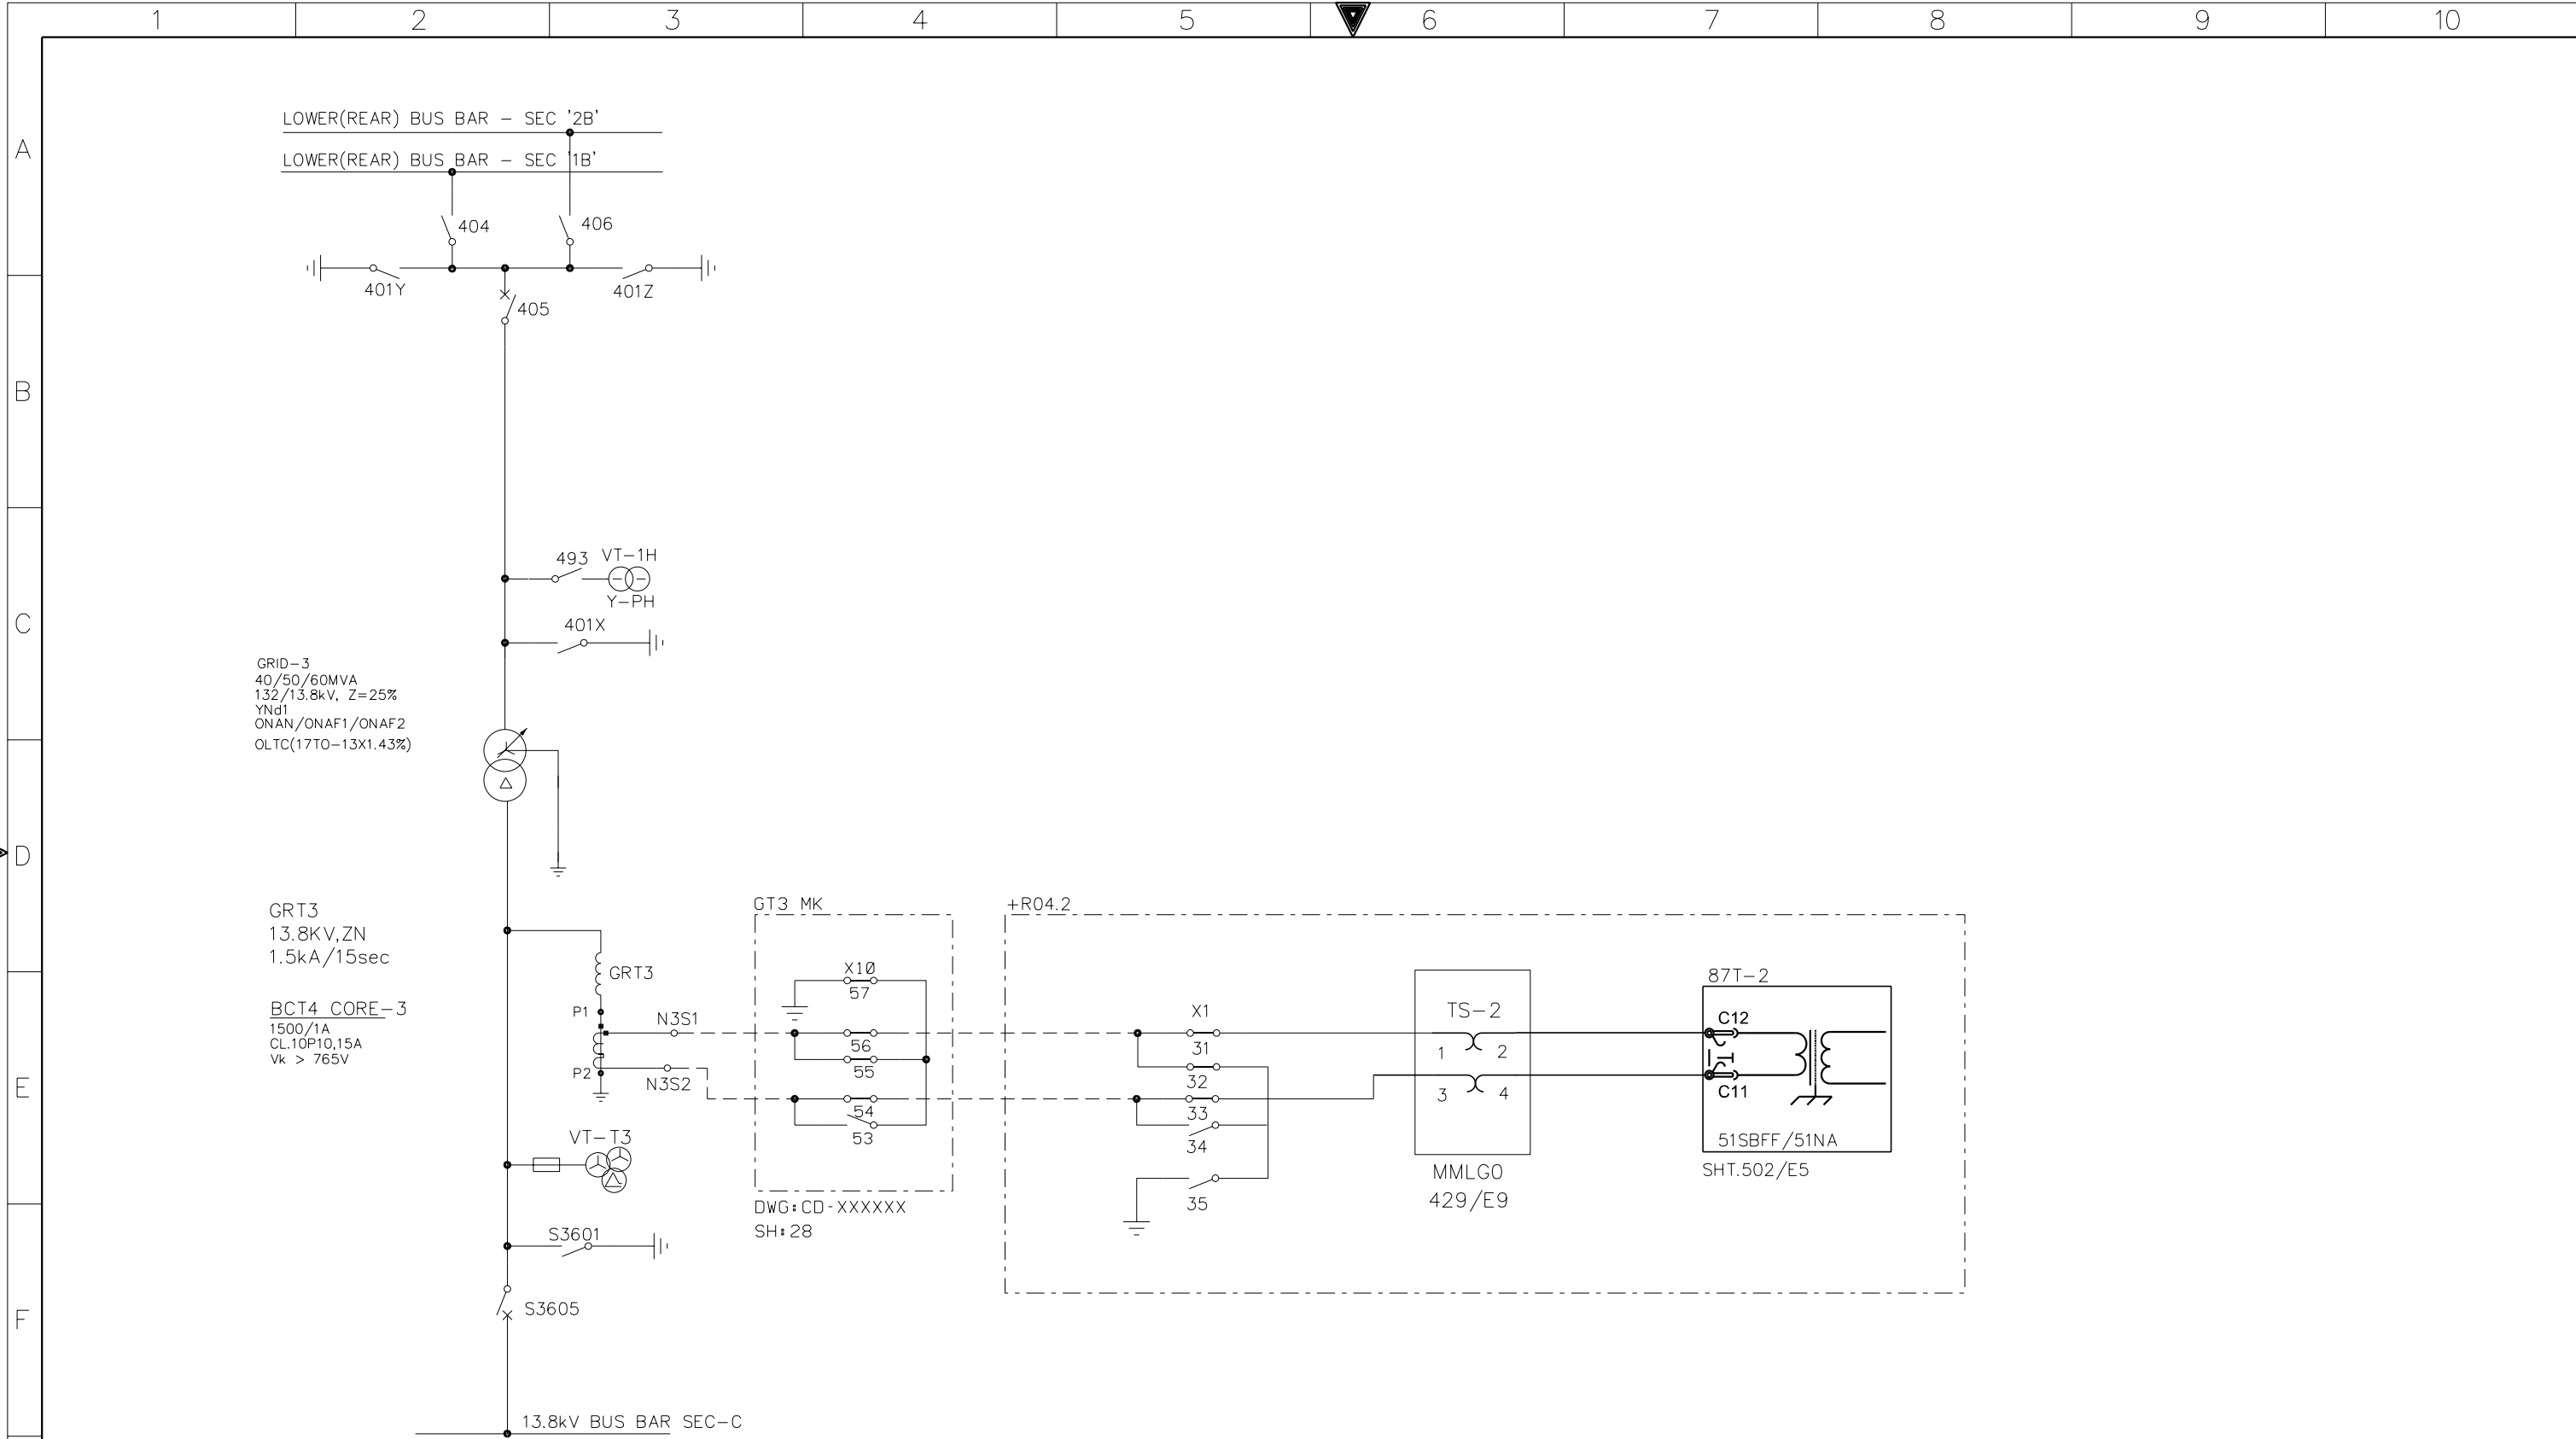 1 2 3 4 5 6 7 8 9 10
A
LOWER(REAR) BUS BAR - SEC '2B'
LOWER(REAR) BUS BAR - SEC '1B'
404
406
401Y
401Z
405
B
493
VT-1H
Y-PH
C
401X
GRID-3
40/50/60MVA
132/13.8kV, Z=25%
YNd1
ONAN/ONAF1/ONAF2
OLTC(17TO-13X1.43%)
D
GRT3
13.8KV,ZN
1.5kA/15sec
GRT3
BCT4 CORE-3
1500/1A
CL.10P10,15A
Vk > 765V
P1
P2
N3S1
N3S2
GT3 MK
X10
57
56
55
54
53
DWG:CD-XXXXXX
SH:28
+R04.2
X1
31
32
33
34
35
TS-2
1 2
3 4
MMLG0
429/E9
87T-2
C12
C11
51SBFF/51NA
SHT.502/E5
E
VT-T3
S3601
F
S3605
13.8kV BUS BAR SEC-C